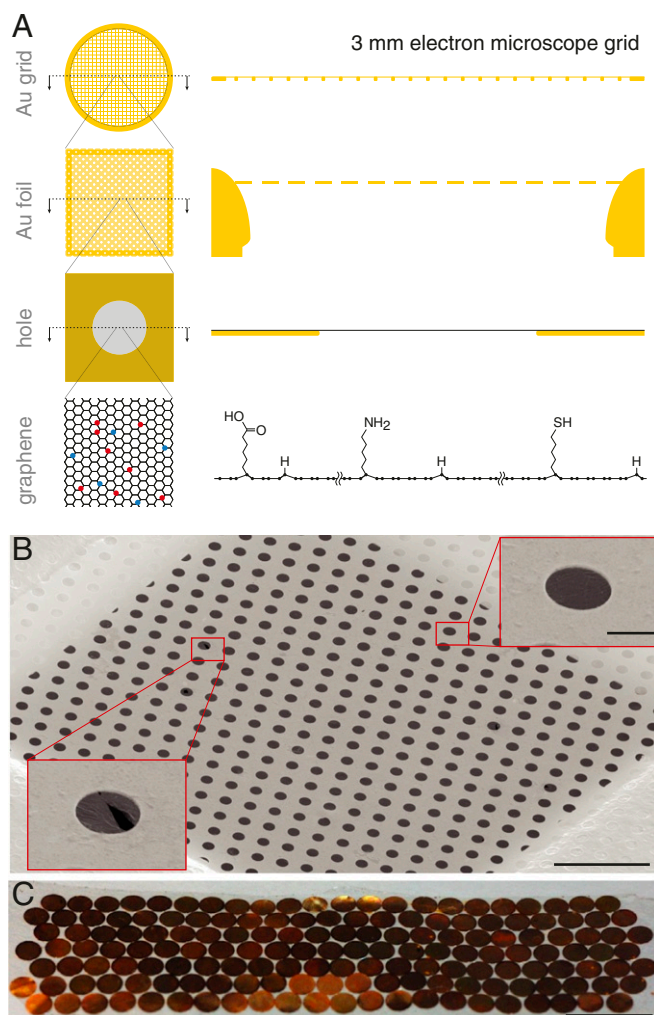 A
3 mm electron microscope grid
Au grid
Au foil
hole
graphene
HO
O
H
NH2
H
SH
H
B
C